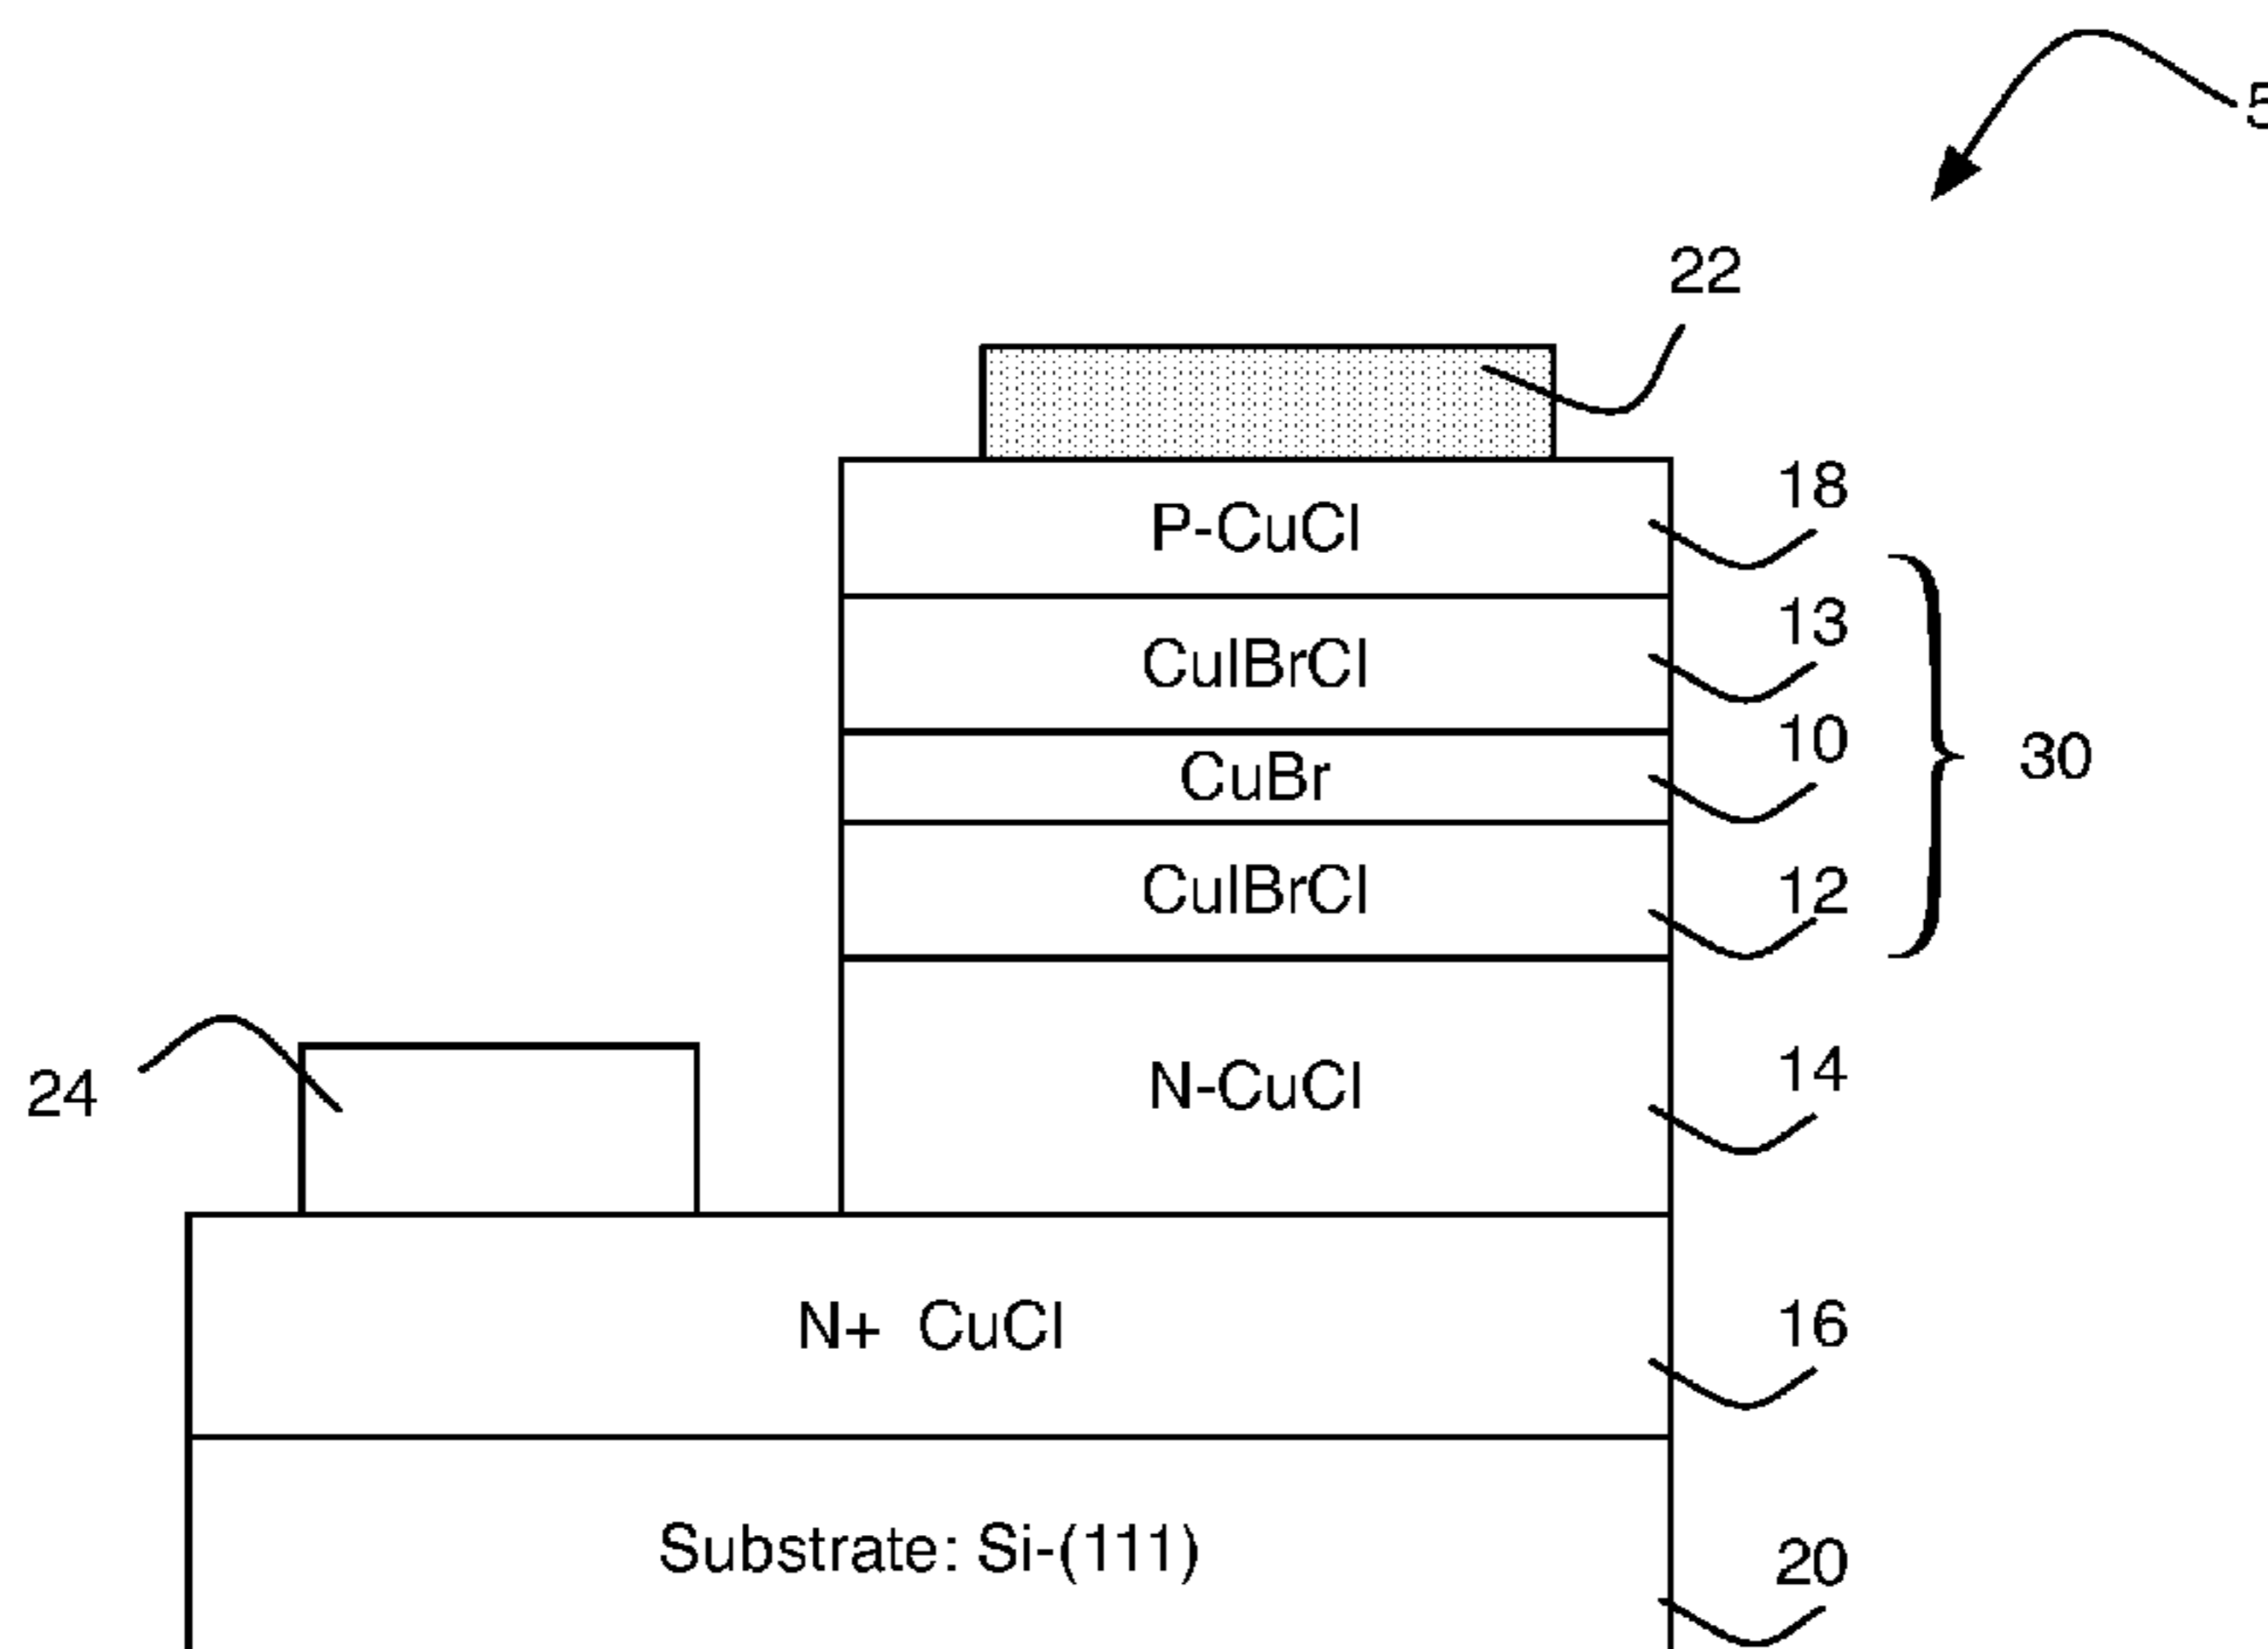 5
22
P-CuCl 18
CuIBrCl 13
CuBr 10 30
CuIBrCl 12
24 N-CuCl 14
N+ CuCl 16
Substrate: Si-(111) 20